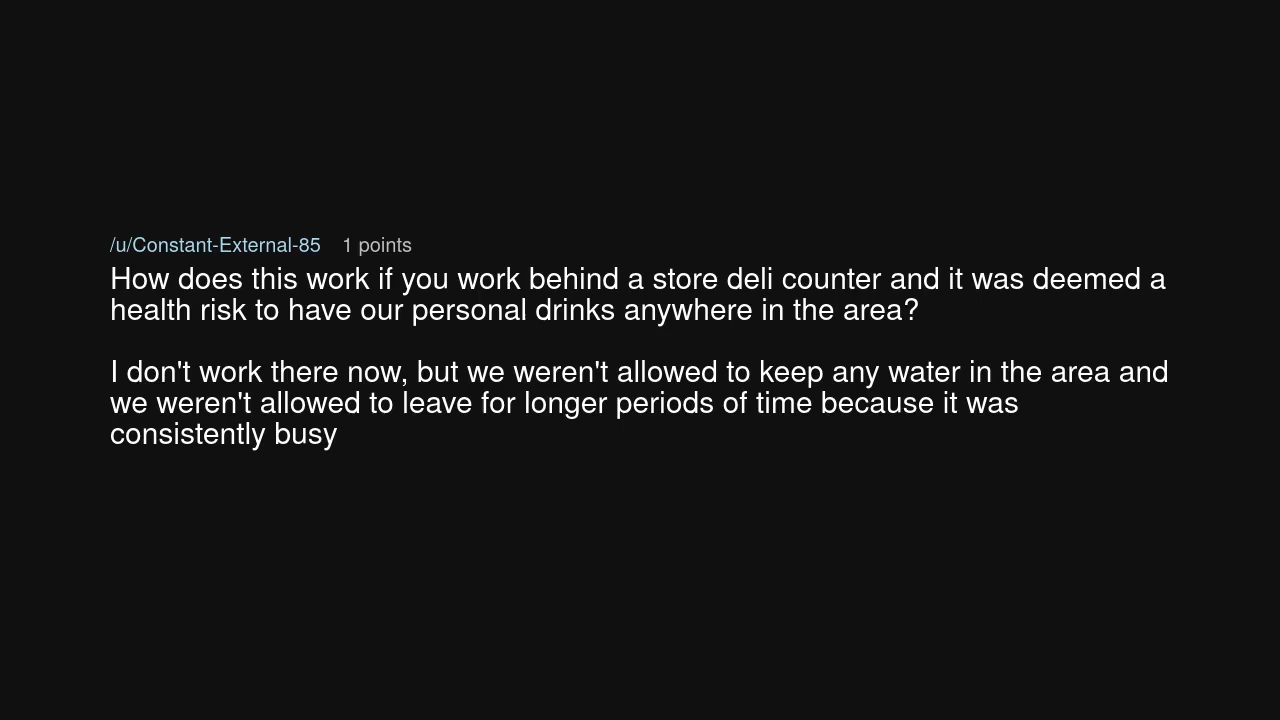 /u/Constant-External-85 1 points
How does this work if you work behind a store deli counter and it was deemed a
health risk to have our personal drinks anywhere in the area?
I don't work there now, but we weren't allowed to keep any water in the area and
we weren't allowed to leave for longer periods of time because it was
consistently busy